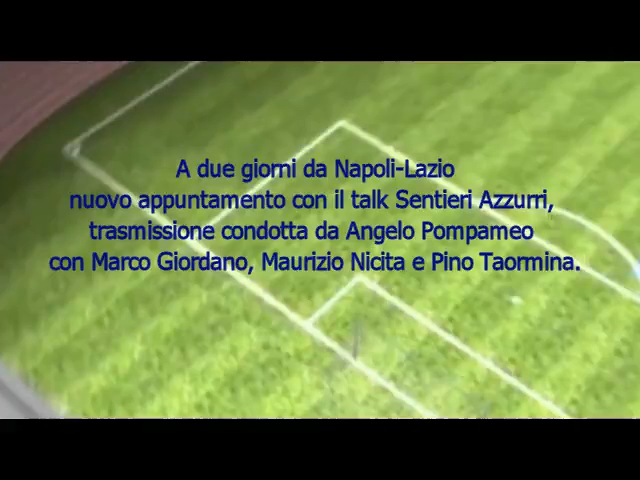 A due giorni da Napoli-Lazio
nuovo appuntamento con il talk Sentieri Azzurri,
trasmissione condotta da Angelo Pompameo
con Marco Giordano, Maurizio Nicita e Pino Taormina.